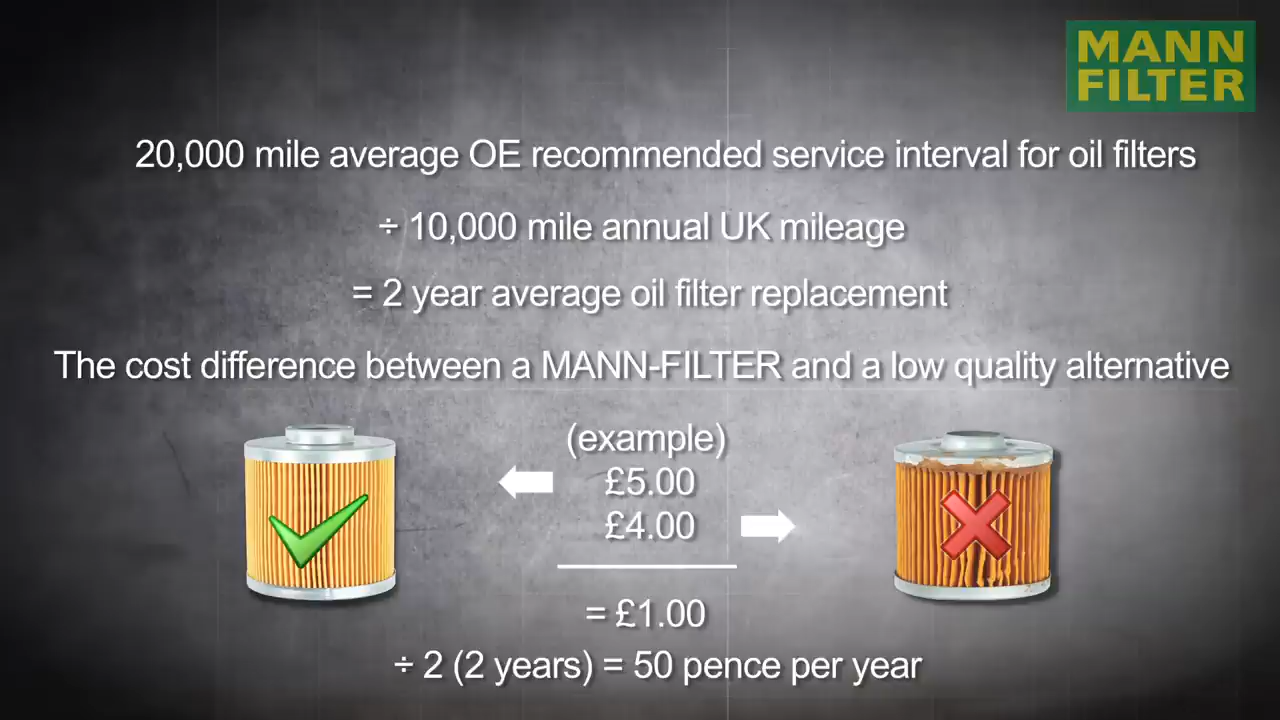 MANN
FILTER
20,000 mile average OE recommended service interval for oil filters
÷ 10,000 mile annual UK mileage
= 2 year average oil filter replacement
The cost difference between a MANN-FILTER and a low quality alternative
(example)
£5.00
£4.00
= £1.00
÷ 2 (2 years) = 50 pence per year